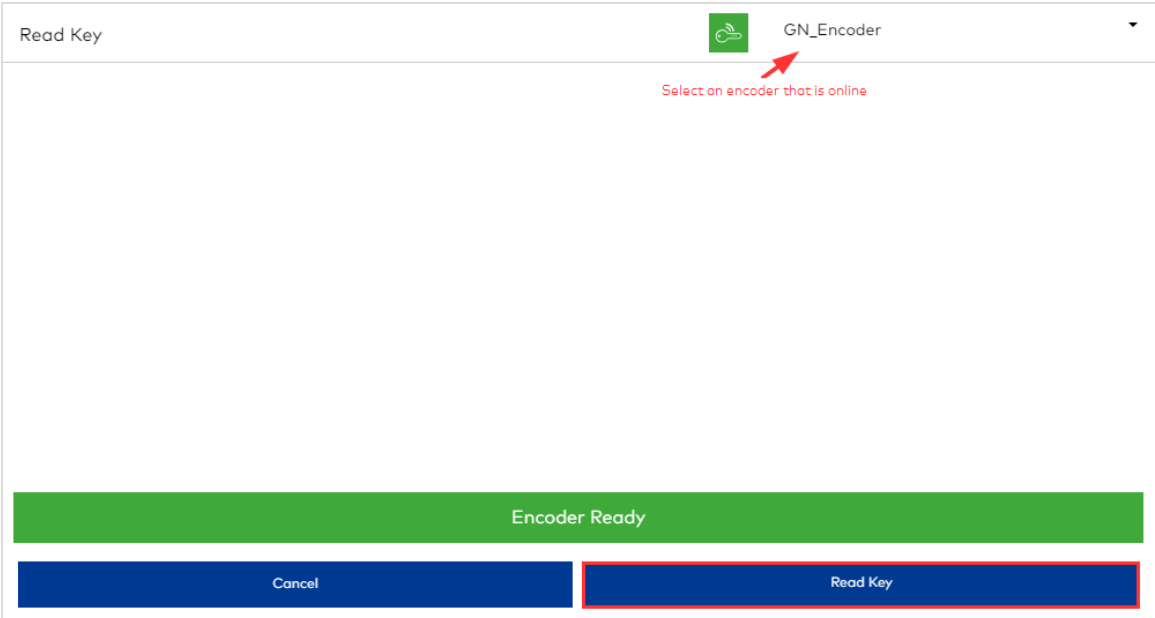 Read Key
GN_Encoder
Select an encoder that is online
Encoder Ready
Cancel
Read Key